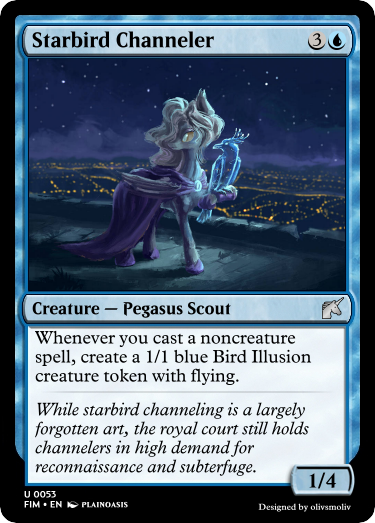 Starbird Channeler 3
Creature — Pegasus Scout
Whenever you cast a noncreature
spell, create a 1/1 blue Bird Illusion
creature token with flying.
While starbird channeling is a largely
forgotten art, the royal court still holds
channelers in high demand for
reconnaissance and subterfuge.
1/4
U 0053
FIM • EN PLAINOASIS
Designed by olivsmoliv